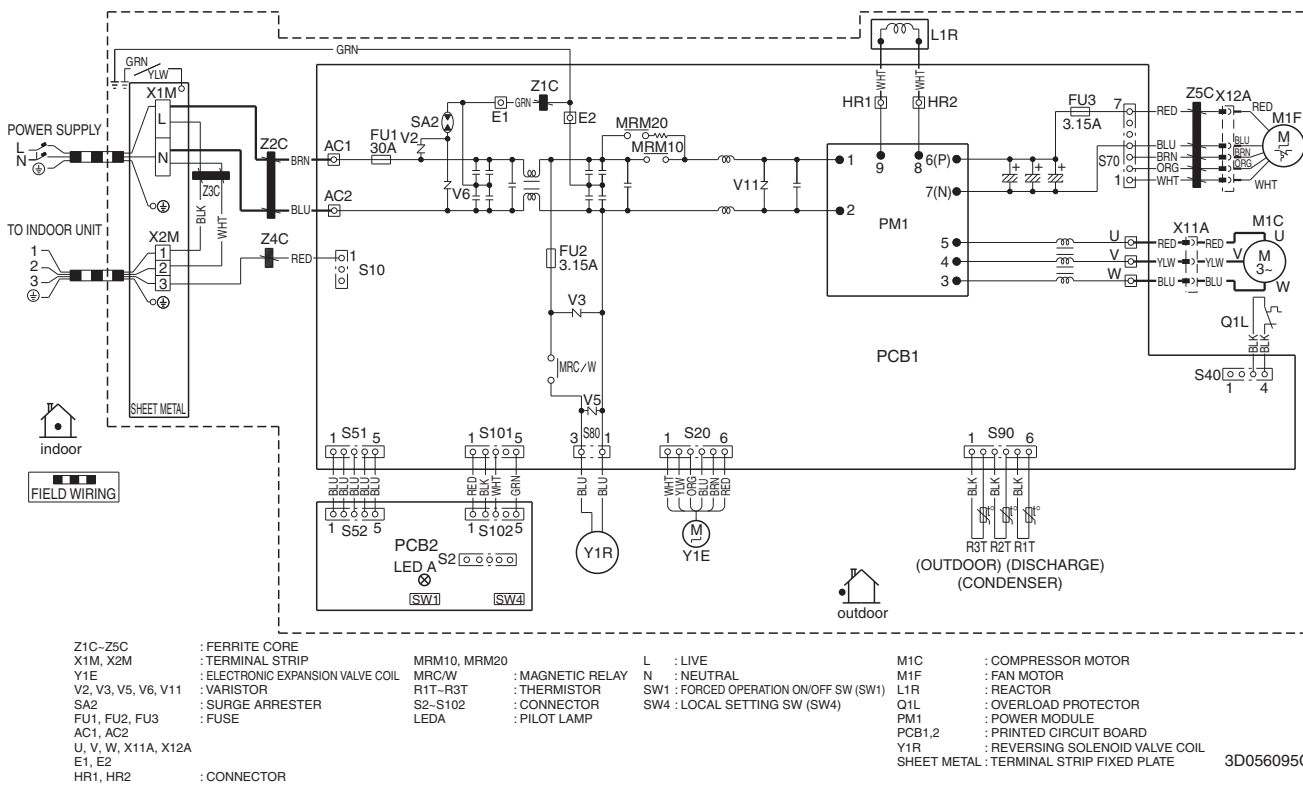 GRN
L1R
GRN
YLW
X1M
L
N
POWER SUPPLY
L
N
Z3C
BLK
WHT
Z2C
BRN
BLU
AC1
AC2
FU1
30A
V2
SA2
V6
E1
GRN
Z1C
E2
MRM20
MRM10
WHT
WHT
HR1
HR2
V11
1
2
9
8
6(P)
7(N)
PM1
5
4
3
FU3
3.15A
7
S70
1
RED
BLU
BRN
ORG
WHT
Z5C
X12A
RED
BLU
BRN
ORG
WHT
M1F
M
TO INDOOR UNIT
1
2
3
X2M
1
2
3
Z4C
RED
1
S10
FU2
3.15A
V3
MRC/W
V5
U
V
W
RED
YLW
BLU
X11A
RED
YLW
BLU
M1C
U
V
W
M
3~
Q1L
BLK
BLK
S40
1 4
PCB1
SHEET METAL
indoor
FIELD WIRING
1 S51 5
BLU BLU BLU BLU BLU
1 S52 5
1 S101 5
RED BLK WHT GRN
1 S102 5
3 S80 1
BLU BLU
Y1R
1 S20 6
WHT YLW ORG BLU BRN RED
M
Y1E
1 S90 6
BLK BLK BLK
t° t° t°
R3T R2T R1T
(OUTDOOR) (DISCHARGE)
(CONDENSER)
PCB2
LED A
S2
SW1
SW4
outdoor
Z1C~Z5C : FERRITE CORE
X1M, X2M : TERMINAL STRIP
Y1E : ELECTRONIC EXPANSION VALVE COIL
V2, V3, V5, V6, V11 : VARISTOR
SA2 : SURGE ARRESTER
FU1, FU2, FU3 : FUSE
AC1, AC2
U, V, W, X11A, X12A
E1, E2
HR1, HR2 : CONNECTOR
MRM10, MRM20
MRC/W : MAGNETIC RELAY
R1T~R3T : THERMISTOR
S2~S102 : CONNECTOR
LEDA : PILOT LAMP
L : LIVE
N : NEUTRAL
SW1 : FORCED OPERATION ON/OFF SW (SW1)
SW4 : LOCAL SETTING SW (SW4)
M1C : COMPRESSOR MOTOR
M1F : FAN MOTOR
L1R : REACTOR
Q1L : OVERLOAD PROTECTOR
PM1 : POWER MODULE
PCB1,2 : PRINTED CIRCUIT BOARD
Y1R : REVERSING SOLENOID VALVE COIL
SHEET METAL : TERMINAL STRIP FIXED PLATE